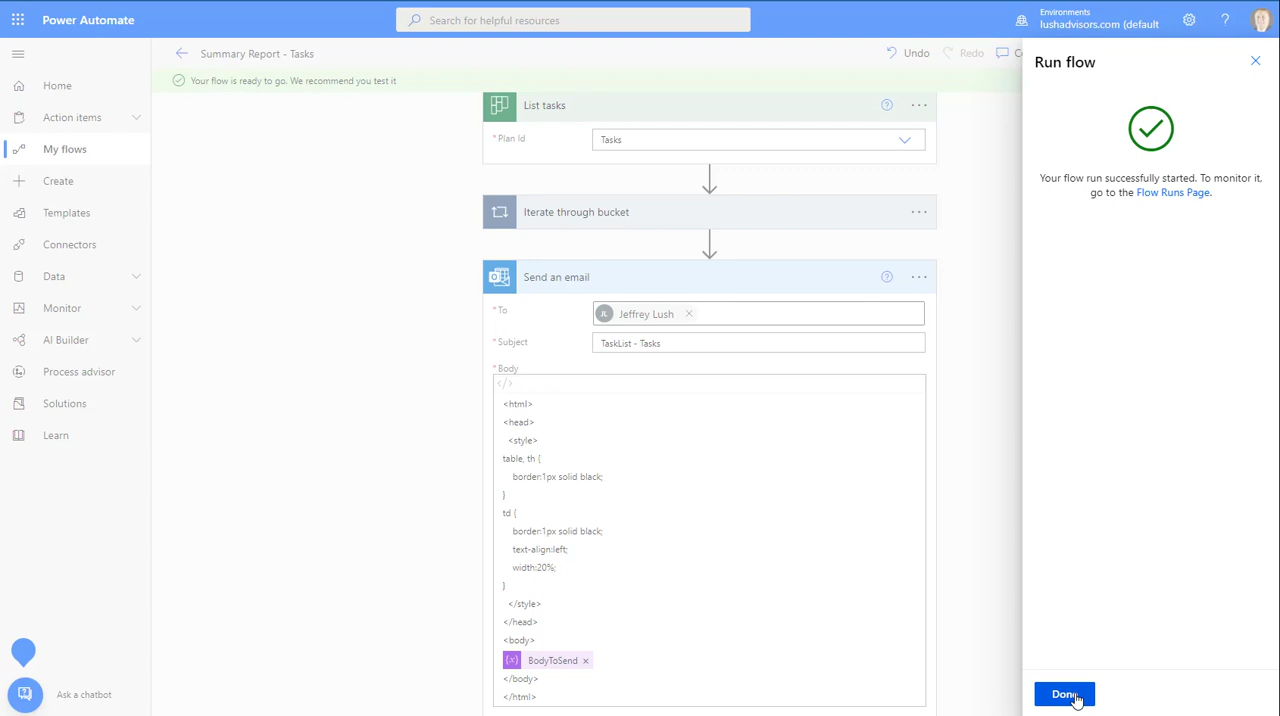 Power Automate
Search for helpful resources
Environments
lushadvisors.com (default
Home
Action items
My flows
Create
Templates
Connectors
Data
Monitor
AI Builder
Process advisor
Solutions
Learn
Ask a chatbot
Summary Report - Tasks
Undo
Redo
Your flow is ready to go. We recommend you test it
List tasks
* Plan Id
Tasks
Iterate through bucket
Send an email
* To
JL Jeffrey Lush
* Subject
TaskList - Tasks
* Body
</>
<html>
<head>
<style>
table, th {
border:1px solid black;
}
td {
border:1px solid black;
text-align:left;
width:20%;
}
</style>
</head>
<body>
{x} BodyToSend
</body>
</html>
Run flow
Your flow run successfully started. To monitor it,
go to the Flow Runs Page.
Done